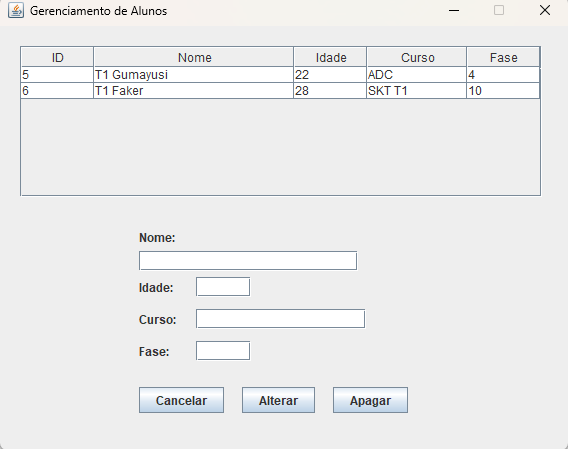 Gerenciamento de Alunos
ID Nome Idade Curso Fase
5 T1 Gumayusi 22 ADC 4
6 T1 Faker 28 SKT T1 10
Nome:
Idade:
Curso:
Fase:
Cancelar Alterar Apagar